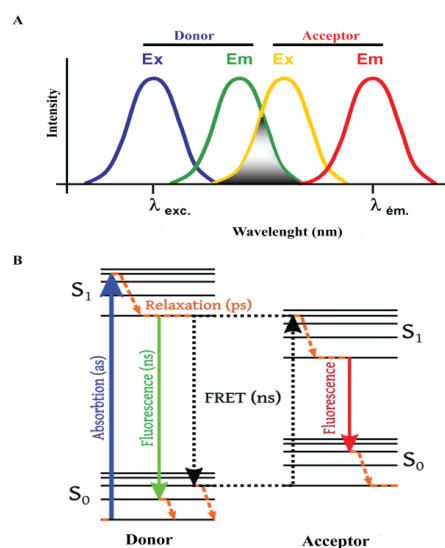 A
Donor Acceptor
Ex Em Ex Em
Intensity
λ exc. λ ém.
Wavelenght (nm)
B
S1
Relaxation (ps)
Absorbtion (as)
Fluorescence (ns)
FRET (ns)
S1
Fluorescence
S0
S0
Donor Acceptor